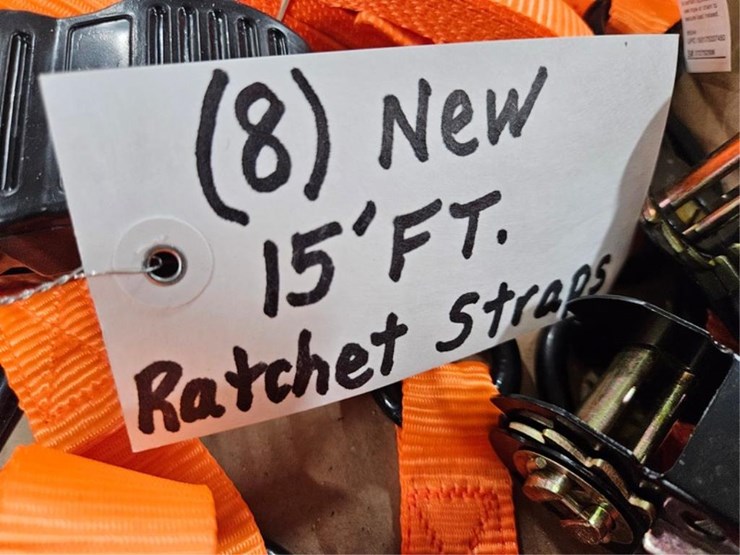 (8) New
15' FT.
Ratchet Straps